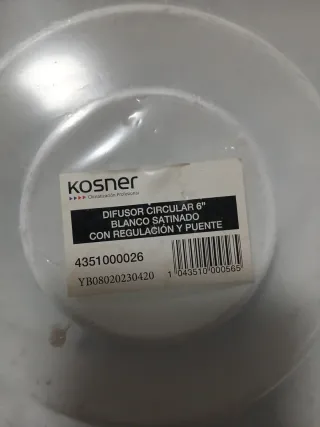 Kosner
Climatización Profesional
DIFUSOR CIRCULAR 6"
BLANCO SATINADO
CON REGULACIÓN Y PUENTE
4351000026
YB08020230420
1 043510 000565